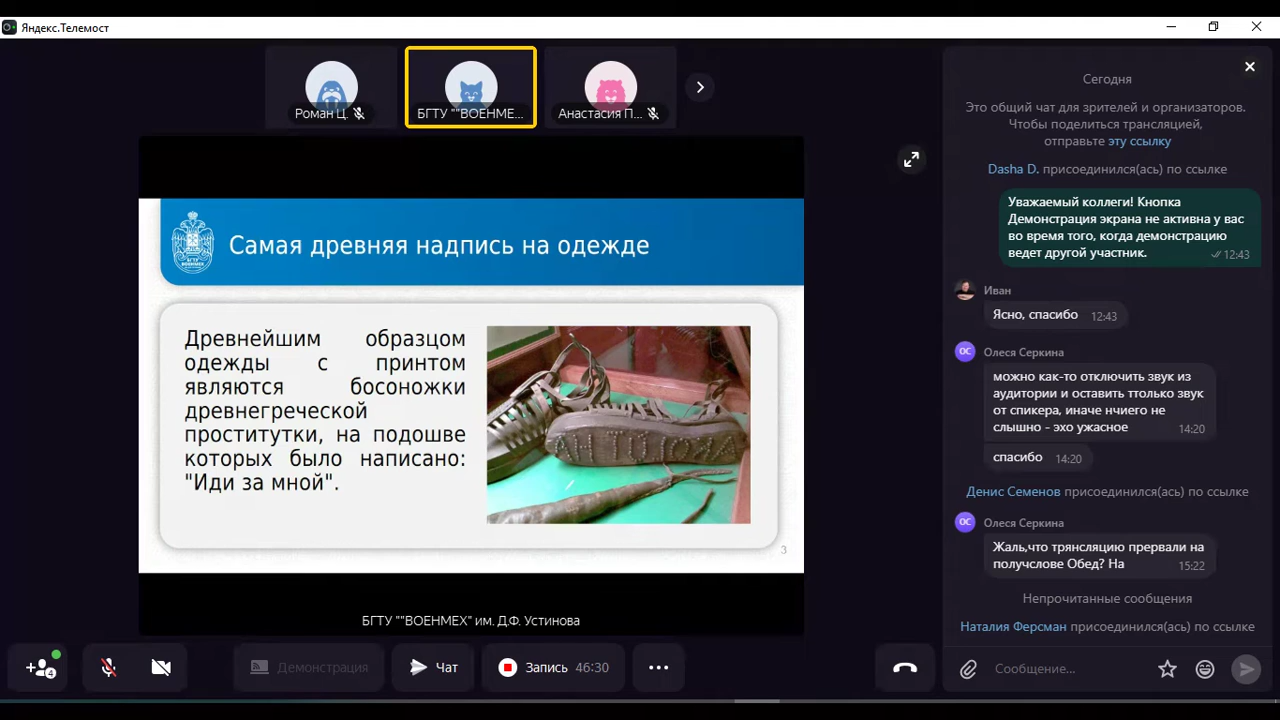 Яндекс.Телемост
Роман Ц.
БГТУ ""ВОЕНМЕ...
Анастасия П...
Самая древняя надпись на одежде
Древнейшим образцом
одежды с принтом
являются босоножки
древнегреческой
проститутки, на подошве
которых было написано:
"Иди за мной".
3
БГТУ ""ВОЕНМЕХ" им. Д.Ф. Устинова
4
Демонстрация
Чат
Запись 46:30
Сегодня
Это общий чат для зрителей и организаторов.
Чтобы поделиться трансляцией,
отправьте эту ссылку
Dasha D. присоединился(ась) по ссылке
Уважаемый коллеги! Кнопка
Демонстрация экрана не активна у вас
во время того, когда демонстрацию
ведет другой участник.
12:43
Иван
Ясно, спасибо 12:43
ОС Олеся Серкина
можно как-то отключить звук из
аудитории и оставить ттолько звук
от спикера, иначе нчиего не
слышно - эхо ужасное 14:20
спасибо 14:20
Денис Семенов присоединился(ась) по ссылке
ОС Олеся Серкина
Жаль,что трянсляцию прервали на
получслове Обед? На 15:22
Непрочитанные сообщения
Наталия Ферсман присоединился(ась) по ссылке
Сообщение...